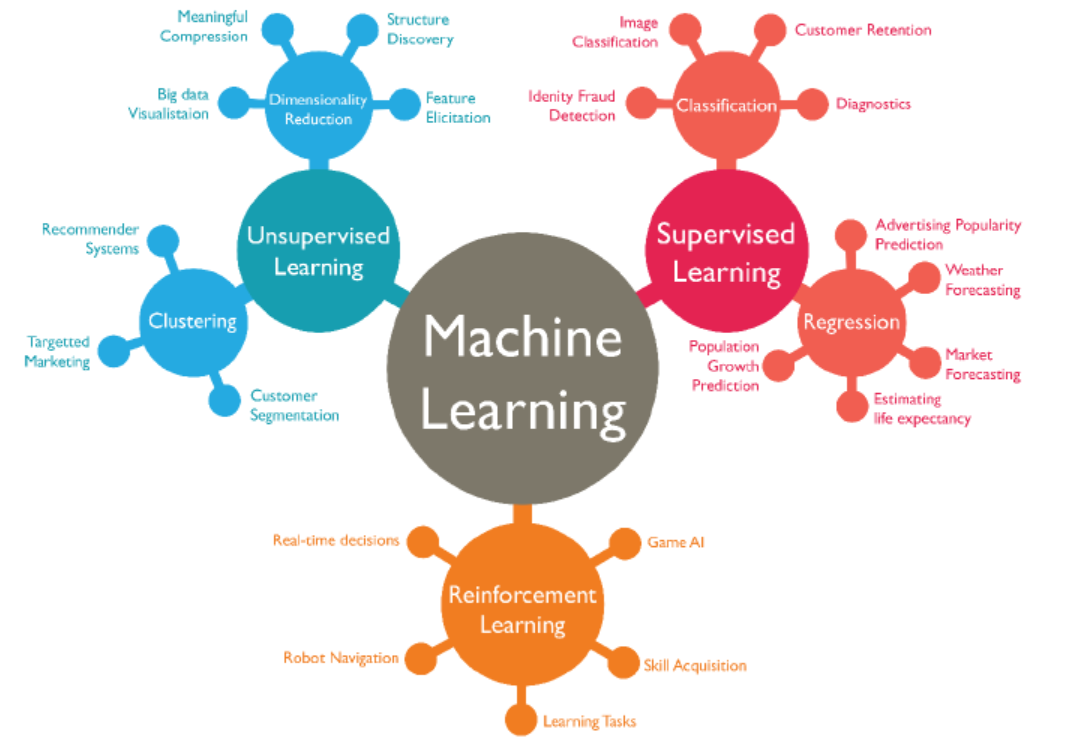 Meaningful
Compression
Structure
Discovery
Big data
Visualistaion
Dimensionality
Reduction
Feature
Elicitation
Unsupervised
Learning
Recommender
Systems
Clustering
Targetted
Marketing
Customer
Segmentation
Image
Classification
Customer Retention
Idenity Fraud
Detection
Classification
Diagnostics
Supervised
Learning
Advertising Popularity
Prediction
Weather
Forecasting
Regression
Population
Growth
Prediction
Market
Forecasting
Estimating
life expectancy
Machine
Learning
Real-time decisions
Game AI
Reinforcement
Learning
Robot Navigation
Skill Acquisition
Learning Tasks